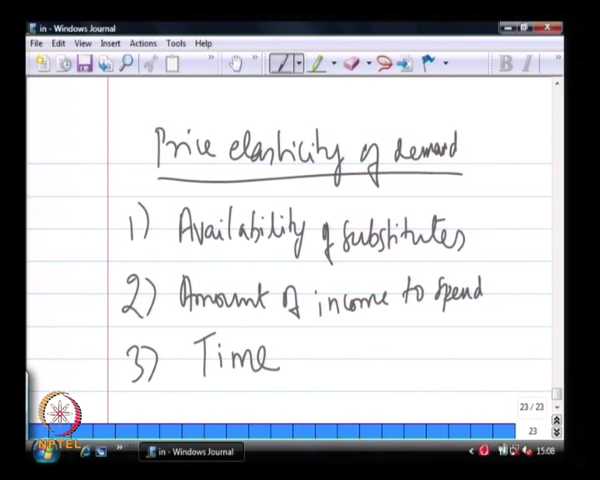 in - Windows Journal
File Edit View Insert Actions Tools Help
B I
Price elasticity of demand
1) Availability of substitutes
2) Amount of income to spend
3) Time
23 / 23
23
NPTEL
in - Windows Journal
15:08